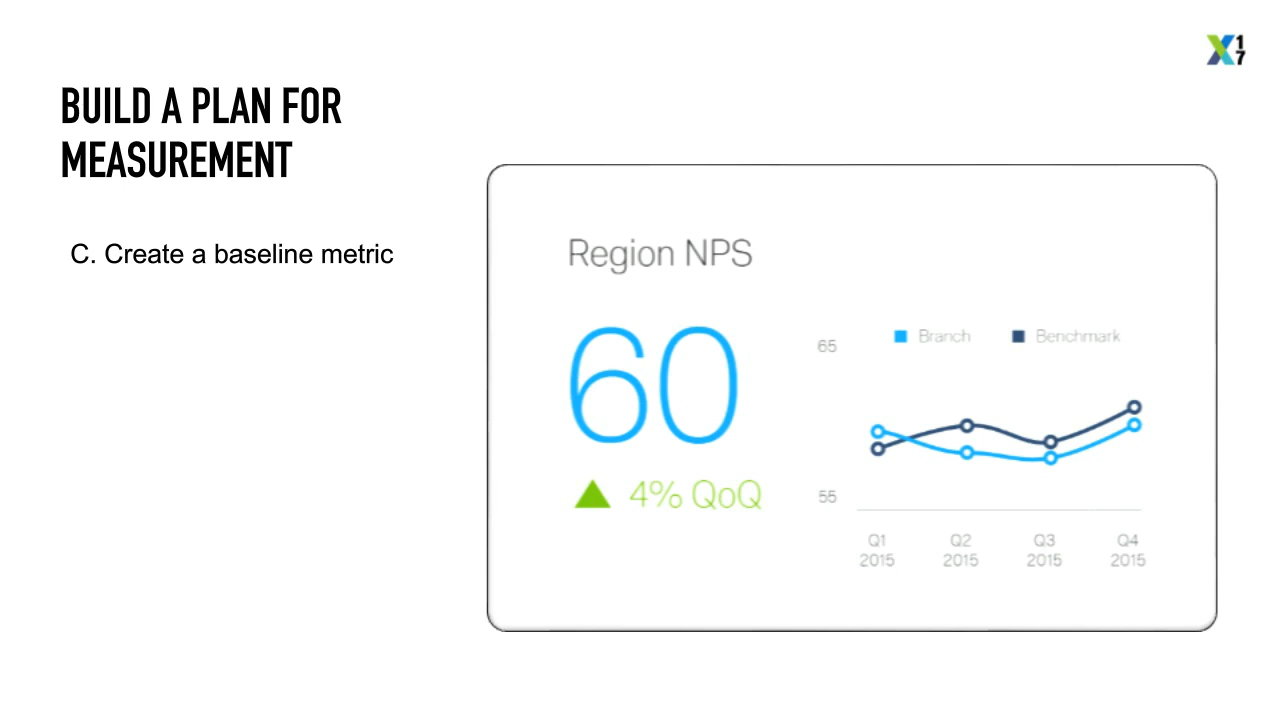 X17
BUILD A PLAN FOR
MEASUREMENT
C. Create a baseline metric
Region NPS
60
4% QoQ
Branch
Benchmark
65
55
Q1
2015
Q2
2015
Q3
2015
Q4
2015